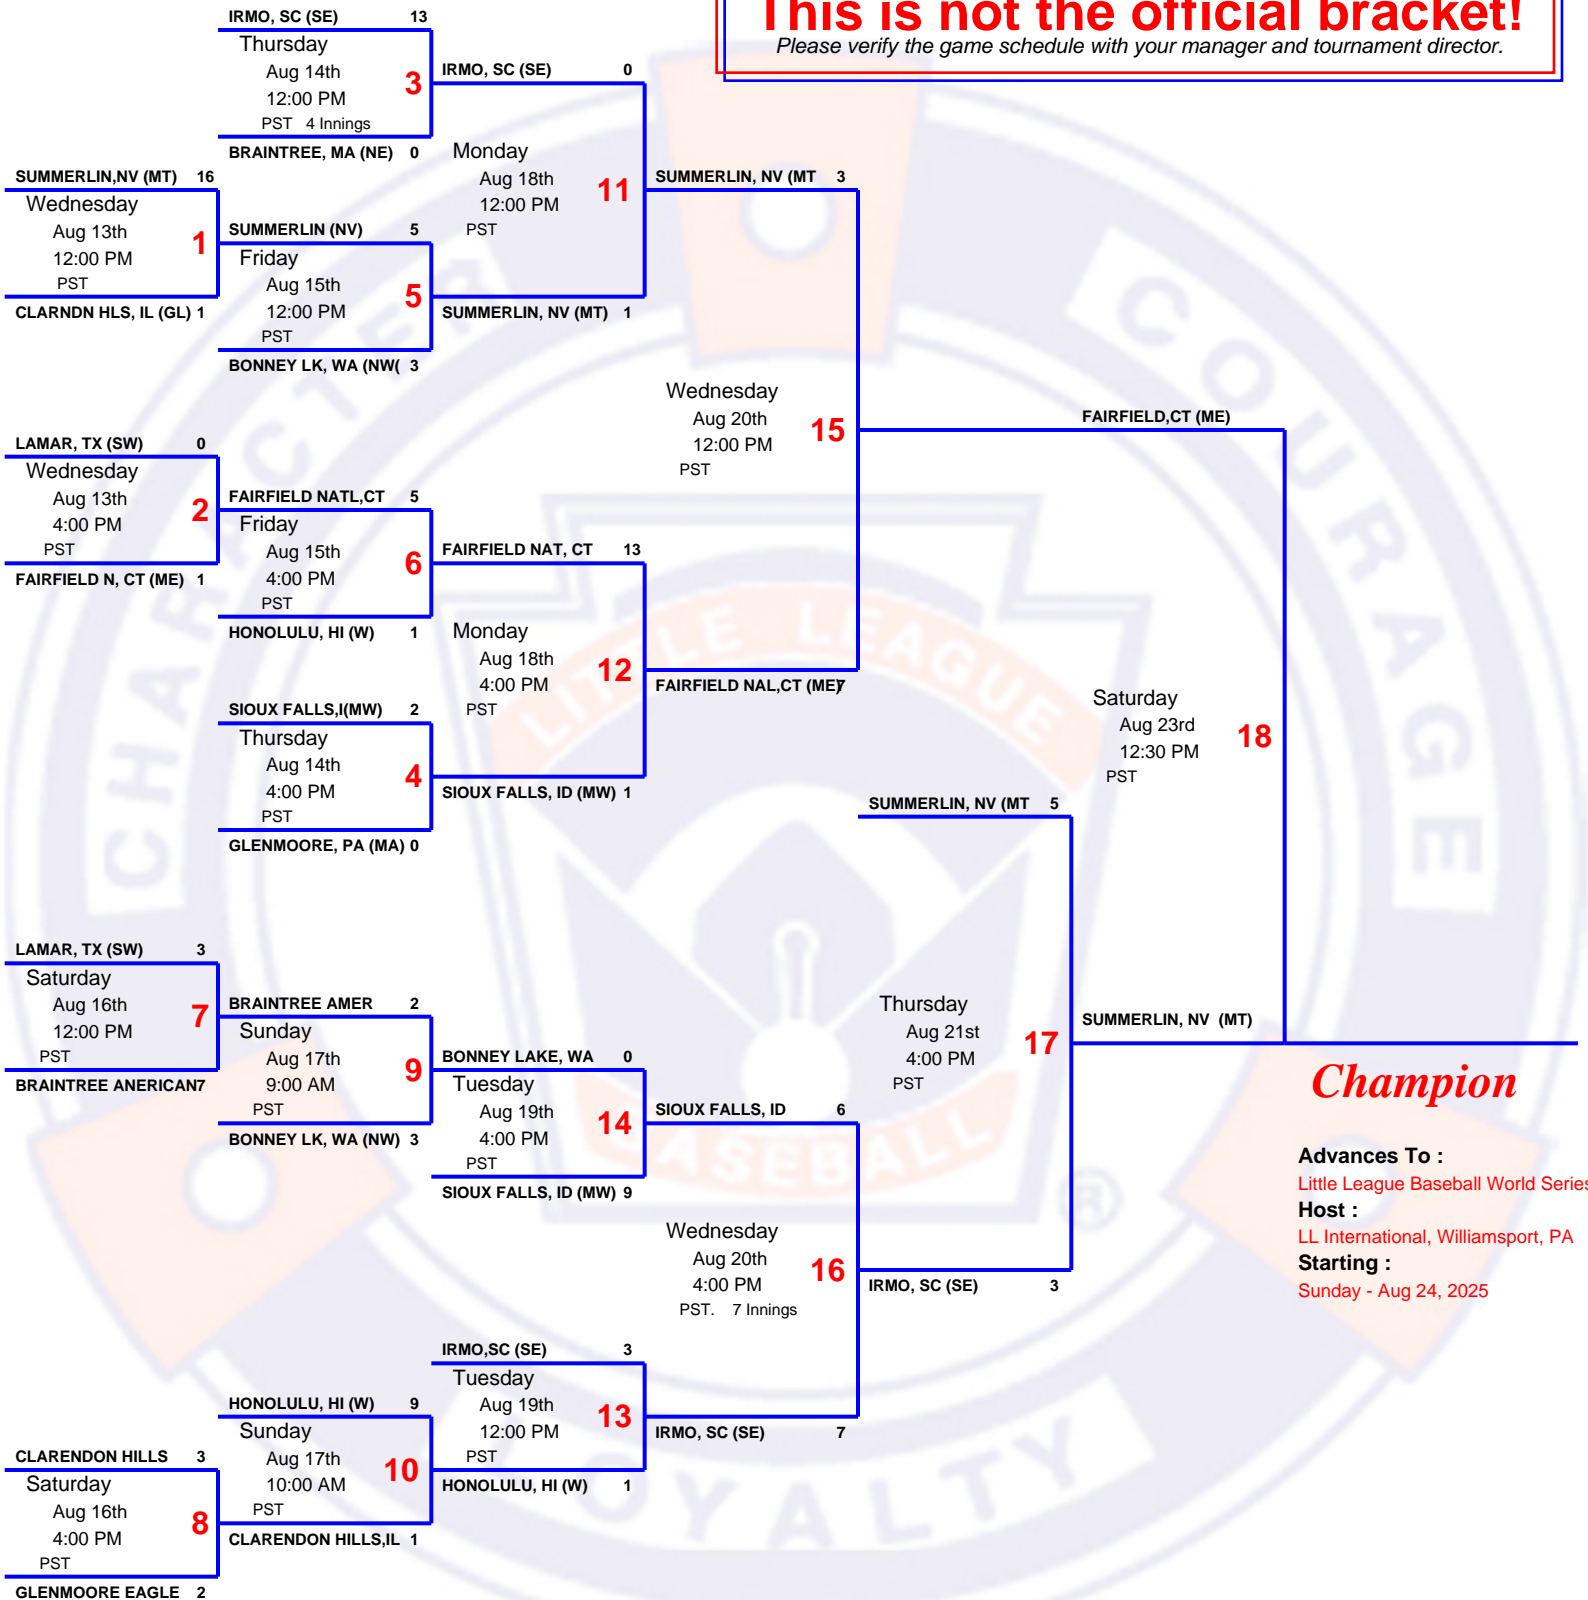 This is not the official bracket!
Please verify the game schedule with your manager and tournament director.
IRMO, SC (SE) 13
Thursday
Aug 14th
12:00 PM
PST 4 Innings
3
BRAINTREE, MA (NE) 0
IRMO, SC (SE) 0
Monday
Aug 18th
12:00 PM
PST
11
SUMMERLIN, NV (MT) 1
SUMMERLIN,NV (MT) 16
Wednesday
Aug 13th
12:00 PM
PST
1
CLARNDN HLS, IL (GL) 1
SUMMERLIN (NV) 5
Friday
Aug 15th
12:00 PM
PST
5
BONNEY LK, WA (NW( 3
SUMMERLIN, NV (MT 3
Wednesday
Aug 20th
12:00 PM
PST
15
FAIRFIELD NAL,CT (ME) 7
FAIRFIELD,CT (ME)
LAMAR, TX (SW) 0
Wednesday
Aug 13th
4:00 PM
PST
2
FAIRFIELD N, CT (ME) 1
FAIRFIELD NATL,CT 5
Friday
Aug 15th
4:00 PM
PST
6
HONOLULU, HI (W) 1
FAIRFIELD NAT, CT 13
Monday
Aug 18th
4:00 PM
PST
12
SIOUX FALLS, ID (MW) 1
SIOUX FALLS,I(MW) 2
Thursday
Aug 14th
4:00 PM
PST
4
GLENMOORE, PA (MA) 0
Saturday
Aug 23rd
12:30 PM
PST
18
SUMMERLIN, NV (MT 5
Thursday
Aug 21st
4:00 PM
PST
17
IRMO, SC (SE) 3
SUMMERLIN, NV (MT)
LAMAR, TX (SW) 3
Saturday
Aug 16th
12:00 PM
PST
7
BRAINTREE ANERICAN7
BRAINTREE AMER 2
Sunday
Aug 17th
9:00 AM
PST
9
BONNEY LK, WA (NW) 3
BONNEY LAKE, WA 0
Tuesday
Aug 19th
4:00 PM
PST
14
SIOUX FALLS, ID (MW) 9
SIOUX FALLS, ID 6
Wednesday
Aug 20th
4:00 PM
PST. 7 Innings
16
IRMO, SC (SE) 7
IRMO,SC (SE) 3
Tuesday
Aug 19th
12:00 PM
PST
13
HONOLULU, HI (W) 1
HONOLULU, HI (W) 9
Sunday
Aug 17th
10:00 AM
PST
10
CLARENDON HILLS,IL 1
CLARENDON HILLS 3
Saturday
Aug 16th
4:00 PM
PST
8
GLENMOORE EAGLE 2
Champion
Advances To :
Little League Baseball World Series
Host :
LL International, Williamsport, PA
Starting :
Sunday - Aug 24, 2025
CHARACTER
COURAGE
LOYALTY
LITTLE LEAGUE
BASEBALL
®